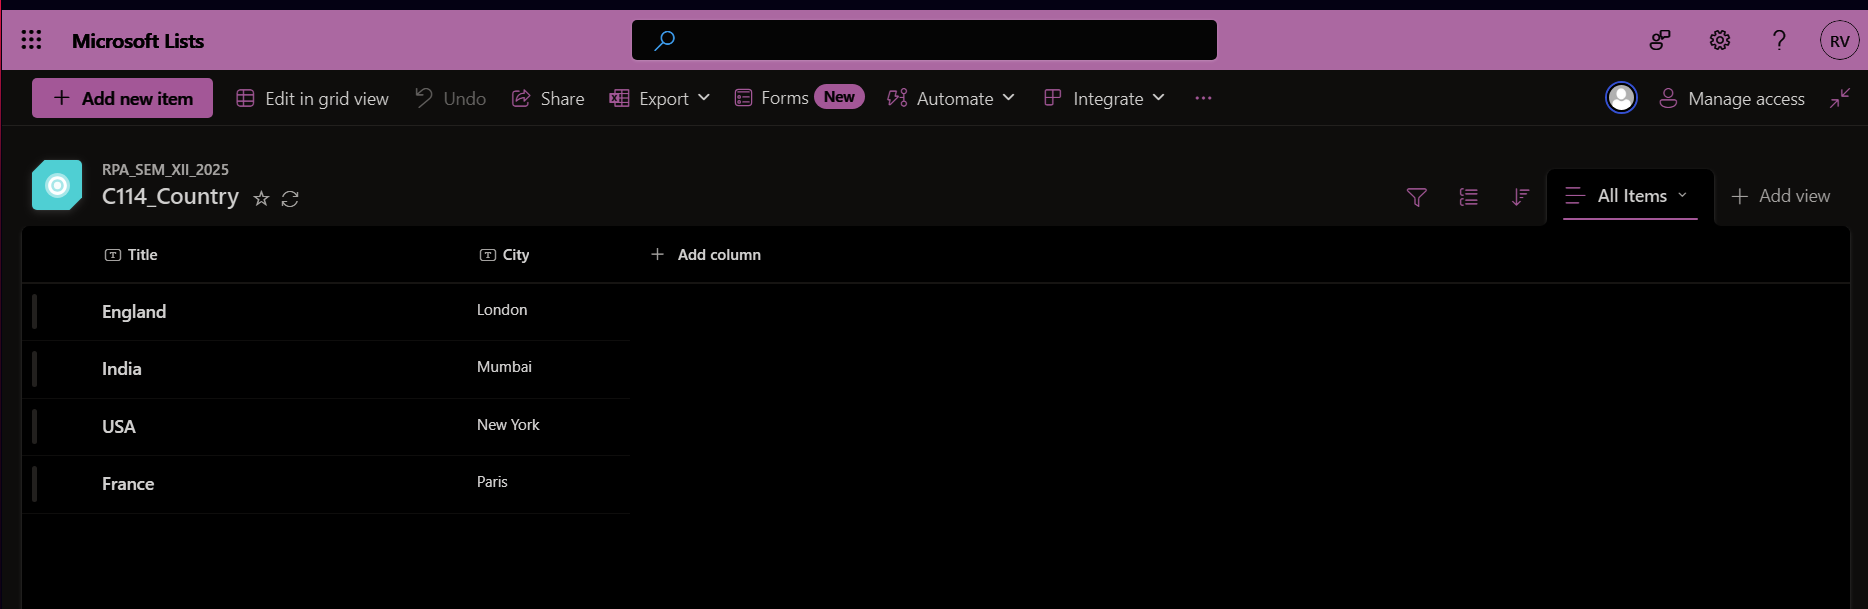 Microsoft Lists
RV
Add new item Edit in grid view Undo Share Export Forms New Automate Integrate ... Manage access
RPA_SEM_XII_2025
C114_Country
All Items Add view
Title City Add column
England London
India Mumbai
USA New York
France Paris